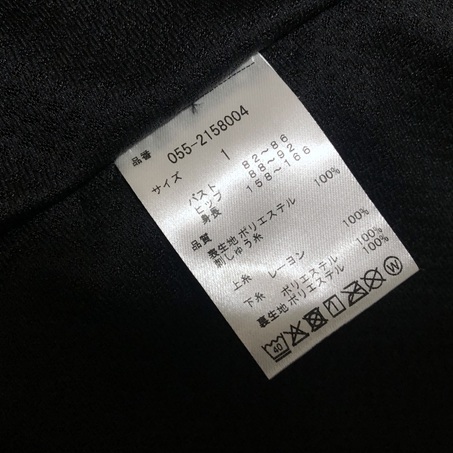 品番 055-2158004
サイズ 1
バスト 82～86
ヒップ 88～92
身長 158～166
品質 表生地 ポリエステル 100%
刺しゅう糸
上糸 レーヨン 100%
下糸 ポリエステル 100%
裏生地 ポリエステル 100%
40 W